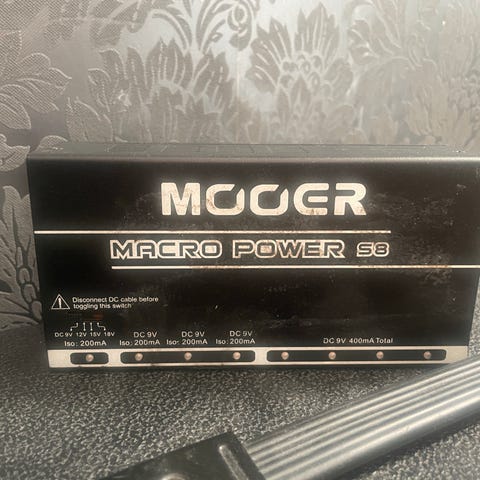 MOOER
MACRO POWER S8
Disconnect DC cable before
toggling this switch
DC 9V 12V 15V 18V
Iso: 200mA
DC 9V
Iso: 200mA
DC 9V
Iso: 200mA
DC 9V
Iso: 200mA
DC 9V 400mA Total